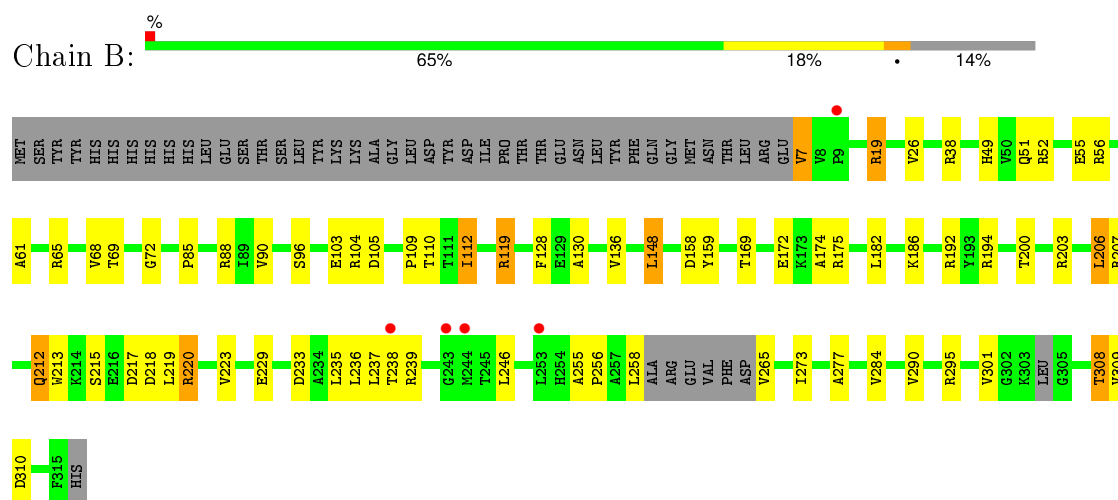 %
Chain B:
65% 18% • 14%
MET SER TYR TYR HIS HIS HIS HIS HIS HIS LEU GLU SER THR SER LEU TYR LYS LYS ALA GLY LEU ASP TYR ASP ILE PRO THR THR GLU ASN LEU TYR PHE GLN GLY MET ASN THR LEU ARG GLU V7 V8 P9 R19 V26 R38 H49 V50 Q51 R52 E55 R56
A61 R65 V68 T69 G72 P85 R88 I89 V90 S96 E103 R104 D105 P109 T110 T111 I112 R119 F128 E129 A130 V136 L148 D158 Y159 T169 E172 K173 A174 R175 L182 K186 R192 Y193 R194 T200 R203 L206
Q212 W213 K214 S215 E216 D217 D218 L219 R220 V223 E229 D233 A234 L235 L236 L237 T238 R239 G243 M244 T245 L246 L253 H254 A255 P256 A257 L258 ALA ARG GLU VAL PHE ASP V265 I273 A277 V284 V290 R295 V301 G302 K303 LEU G305 T308 V309
D310 F315 HIS